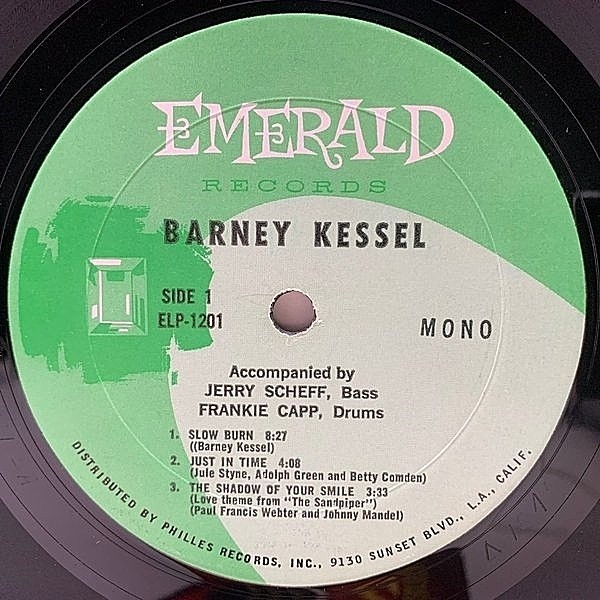 EMERALD
RECORDS
BARNEY KESSEL
SIDE 1
ELP-1201
MONO
Accompanied by
JERRY SCHEFF, Bass
FRANKIE CAPP, Drums
1. SLOW BURN 8:27
((Barney Kessel)
2. JUST IN TIME 4:08
(Jule Styne, Adolph Green and Betty Comden)
3. THE SHADOW OF YOUR SMILE 3:33
(Love theme from "The Sandpiper")
(Paul Francis Webter and Johnny Mandel)
DISTRIBUTED BY PHILLES RECORDS, INC., 9130 SUNSET BLVD., L.A., CALIF.